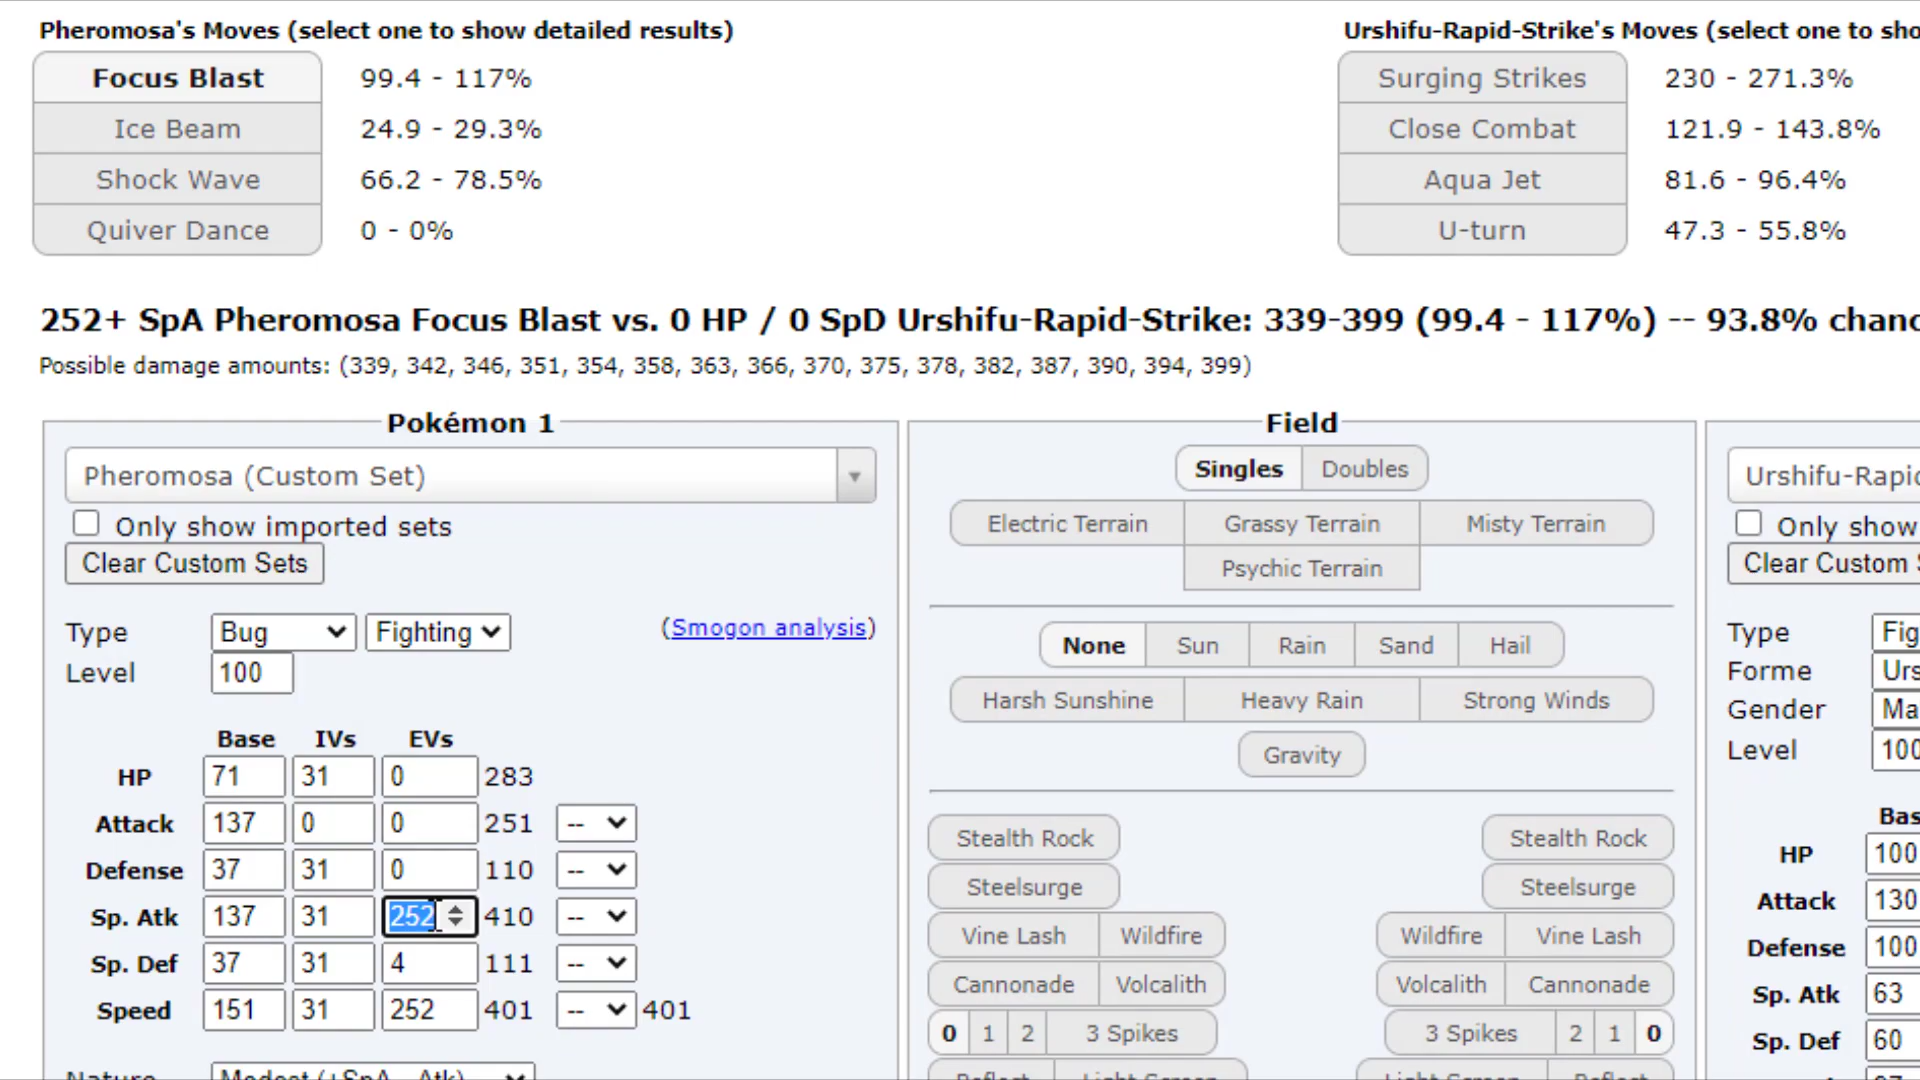 Pheromosa's Moves (select one to show detailed results)
Focus Blast 99.4 - 117%
Ice Beam 24.9 - 29.3%
Shock Wave 66.2 - 78.5%
Quiver Dance 0 - 0%
Urshifu-Rapid-Strike's Moves (select one to sho
Surging Strikes 230 - 271.3%
Close Combat 121.9 - 143.8%
Aqua Jet 81.6 - 96.4%
U-turn 47.3 - 55.8%
252+ SpA Pheromosa Focus Blast vs. 0 HP / 0 SpD Urshifu-Rapid-Strike: 339-399 (99.4 - 117%) -- 93.8% chanc
Possible damage amounts: (339, 342, 346, 351, 354, 358, 363, 366, 370, 375, 378, 382, 387, 390, 394, 399)
Pokémon 1
Pheromosa (Custom Set)
Only show imported sets
Clear Custom Sets
Type Bug Fighting (Smogon analysis)
Level 100
Base IVs EVs
HP 71 31 0 283
Attack 137 0 0 251 --
Defense 37 31 0 110 --
Sp. Atk 137 31 252 410 --
Sp. Def 37 31 4 111 --
Speed 151 31 252 401 -- 401
Nature Modest (+SpA, -Atk)
Field
Singles Doubles
Electric Terrain Grassy Terrain Misty Terrain
Psychic Terrain
None Sun Rain Sand Hail
Harsh Sunshine Heavy Rain Strong Winds
Gravity
Stealth Rock Stealth Rock
Steelsurge Steelsurge
Vine Lash Wildfire Wildfire Vine Lash
Cannonade Volcalith Volcalith Cannonade
0 1 2 3 Spikes 3 Spikes 2 1 0
Reflect Light Screen Light Screen Reflect
Urshifu-Rapid
Only show
Clear Custom S
Type Fig
Forme Urs
Gender Ma
Level 100
Bas
HP 100
Attack 130
Defense 100
Sp. Atk 63
Sp. Def 60